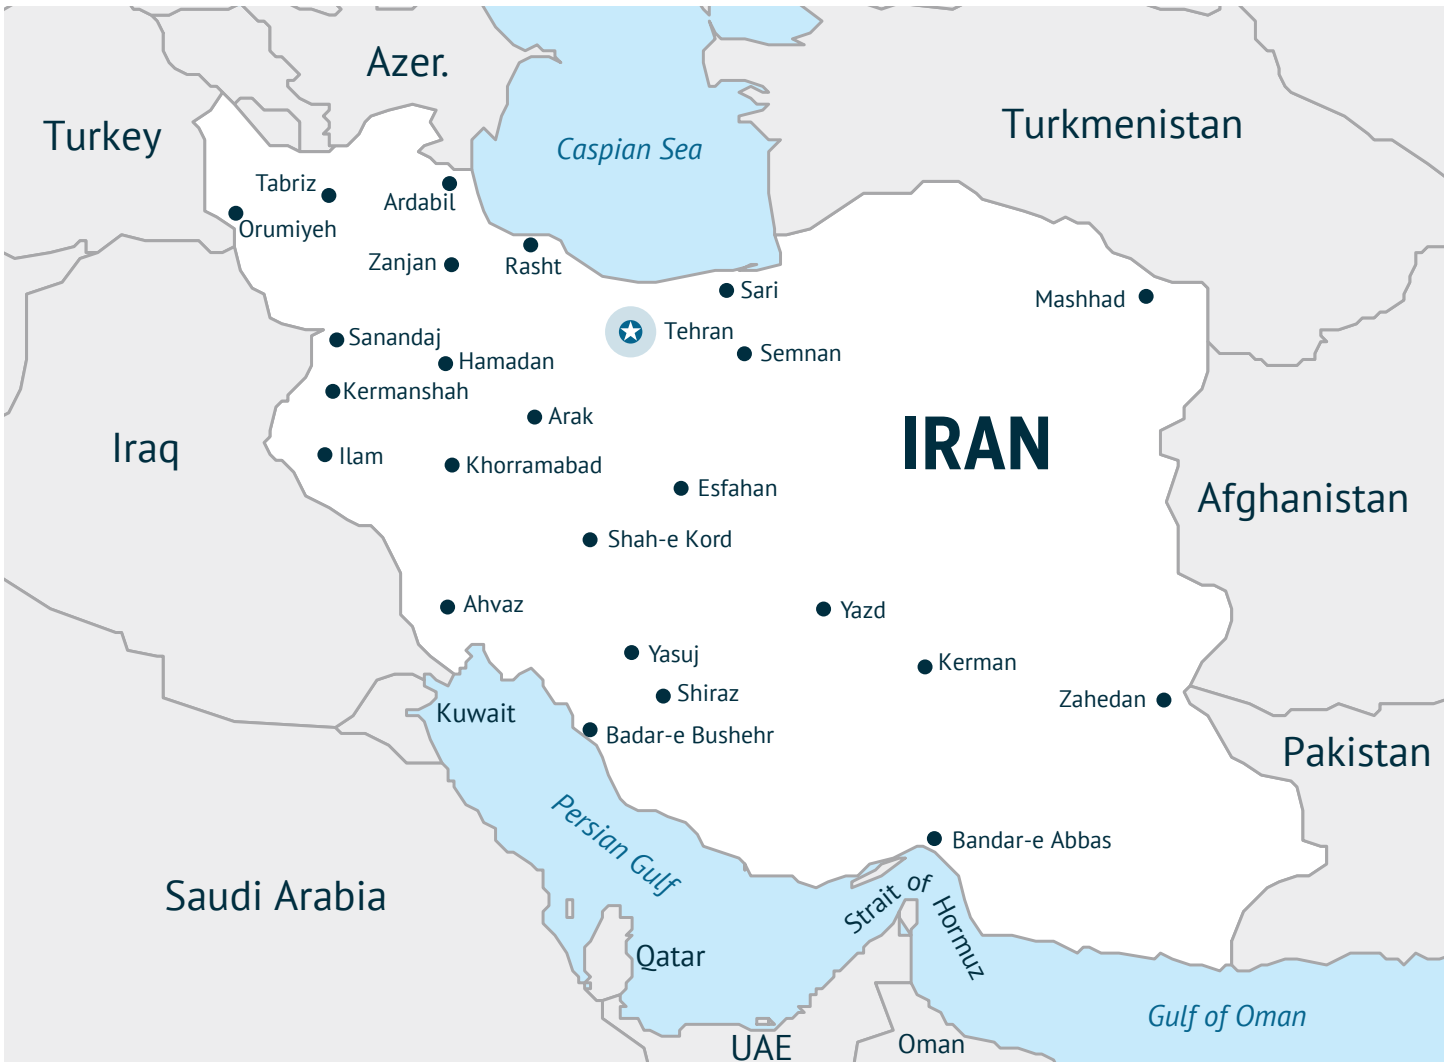 Azer.
Turkey
Turkmenistan
Caspian Sea
Tabriz
Ardabil
Orumiyeh
Zanjan
Rasht
Sari
Mashhad
Tehran
Sanandaj
Semnan
Hamadan
Kermanshah
Arak
IRAN
Iraq
Ilam
Khorramabad
Esfahan
Afghanistan
Shah-e Kord
Ahvaz
Yazd
Yasuj
Kerman
Shiraz
Zahedan
Kuwait
Badar-e Bushehr
Pakistan
Persian Gulf
Bandar-e Abbas
Saudi Arabia
Strait of Hormuz
Qatar
Gulf of Oman
UAE
Oman